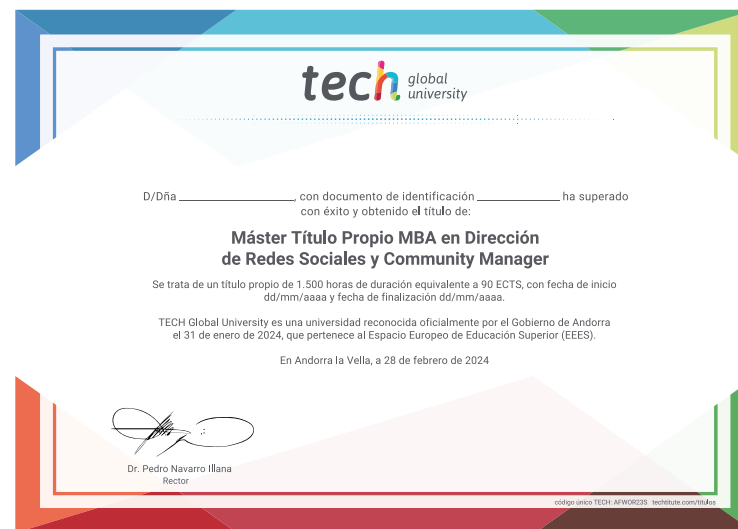 tech global
university
D/Dña ______________, con documento de identificación ____________ ha superado
con éxito y obtenido el título de:
Máster Título Propio MBA en Dirección
de Redes Sociales y Community Manager
Se trata de un título propio de 1.500 horas de duración equivalente a 90 ECTS, con fecha de inicio
dd/mm/aaaa y fecha de finalización dd/mm/aaaa.
TECH Global University es una universidad reconocida oficialmente por el Gobierno de Andorra
el 31 de enero de 2024, que pertenece al Espacio Europeo de Educación Superior (EEES).
En Andorra la Vella, a 28 de febrero de 2024
Dr. Pedro Navarro Illana
Rector
código único TECH: AFWOR23S techtitute.com/titulos